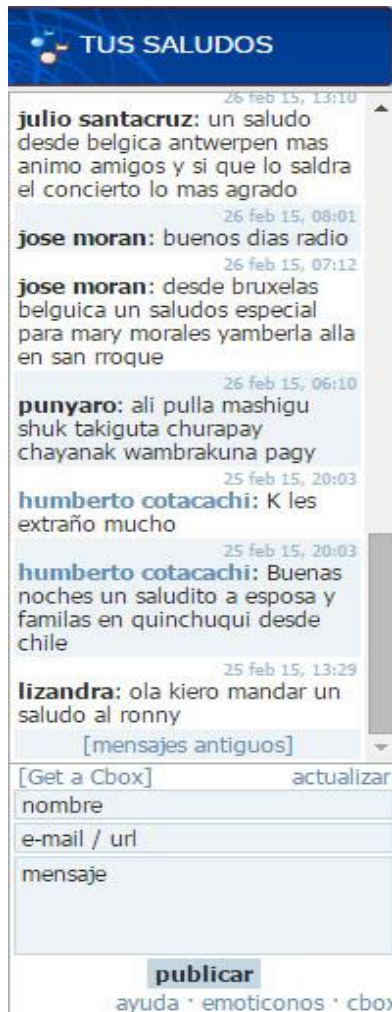 TUS SALUDOS
26 feb 15, 13:10
julio santacruz: un saludo
desde belgica antwerpen mas
animo amigos y si que lo saldra
el concierto lo mas agrado
26 feb 15, 08:01
jose moran: buenos dias radio
26 feb 15, 07:12
jose moran: desde bruxelas
belguica un saludos especial
para mary morales yamberla alla
en san rroque
26 feb 15, 06:10
punyaro: ali pulla mashigu
shuk takiguta churapay
chayanak wambrakuna pagy
25 feb 15, 20:03
humberto cotacachi: K les
extraño mucho
25 feb 15, 20:03
humberto cotacachi: Buenas
noches un saludito a esposa y
familas en quinchuqui desde
chile
25 feb 15, 13:29
lizandra: ola kiero mandar un
saludo al ronny
[mensajes antiguos]
[Get a Cbox] actualizar
nombre
e-mail / url
mensaje
publicar
ayuda · emoticonos · cbox